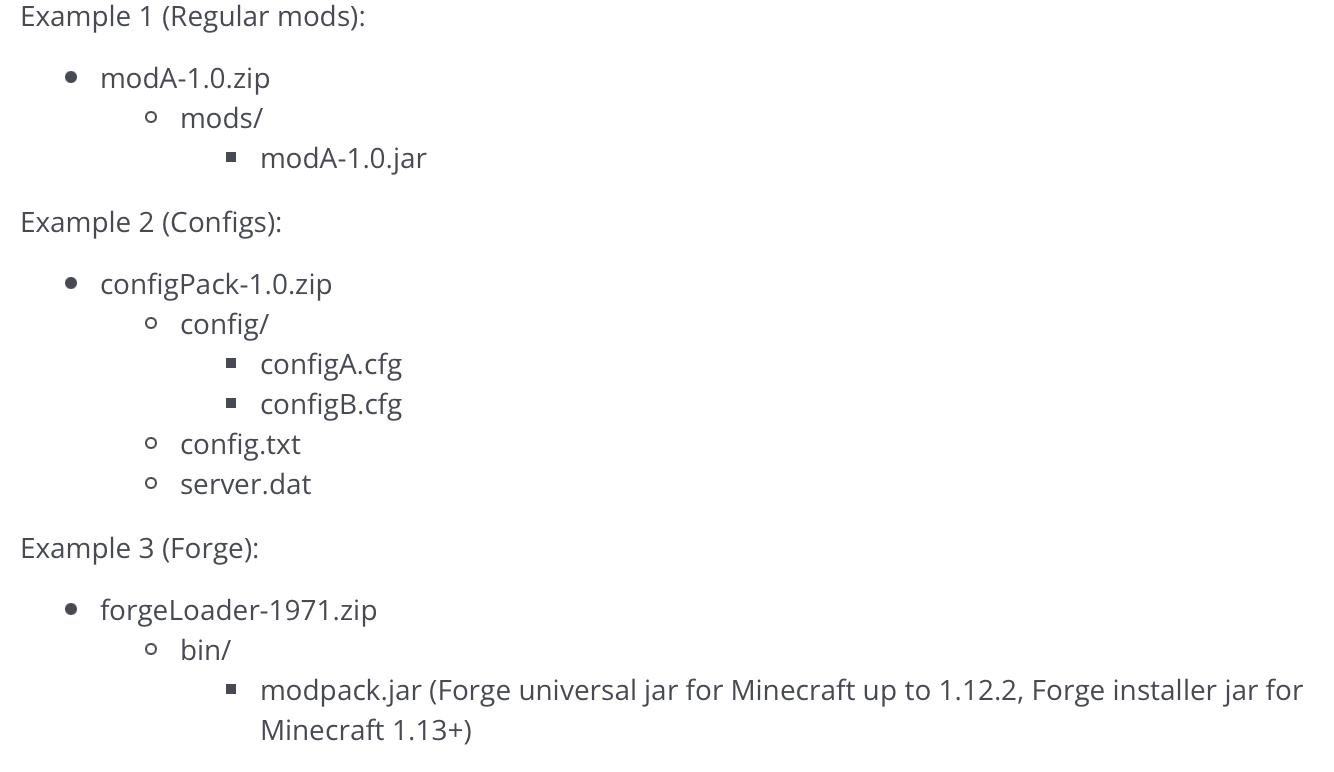 Example 1 (Regular mods):
modA-1.0.zip
mods/
modA-1.0.jar
Example 2 (Configs):
configPack-1.0.zip
config/
configA.cfg
configB.cfg
config.txt
server.dat
Example 3 (Forge):
forgeLoader-1971.zip
bin/
modpack.jar (Forge universal jar for Minecraft up to 1.12.2, Forge installer jar for
Minecraft 1.13+)